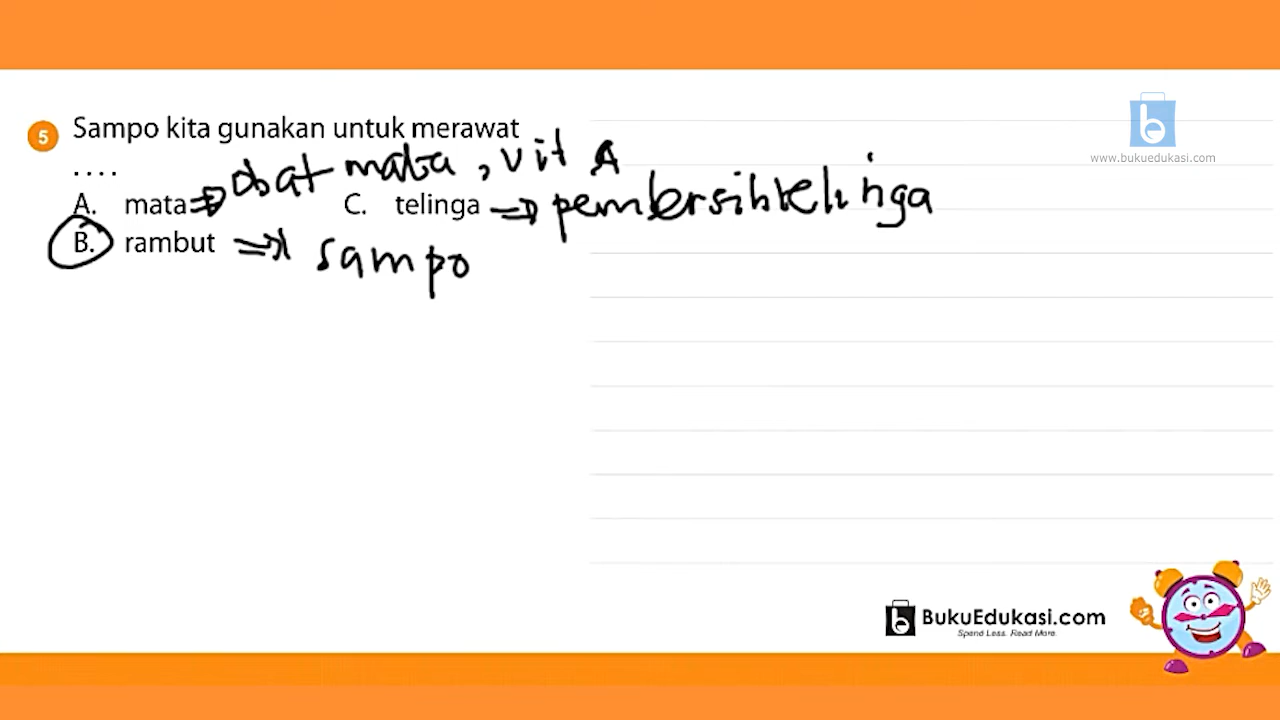 5 Sampo kita gunakan untuk merawat
. . . .
A. mata ⇒ obat mata, vit A
C. telinga ⇒ pembersih telinga
B. rambut ⇒ sampo
www.bukuedukasi.com
BukuEdukasi.com
Spend Less. Read More.